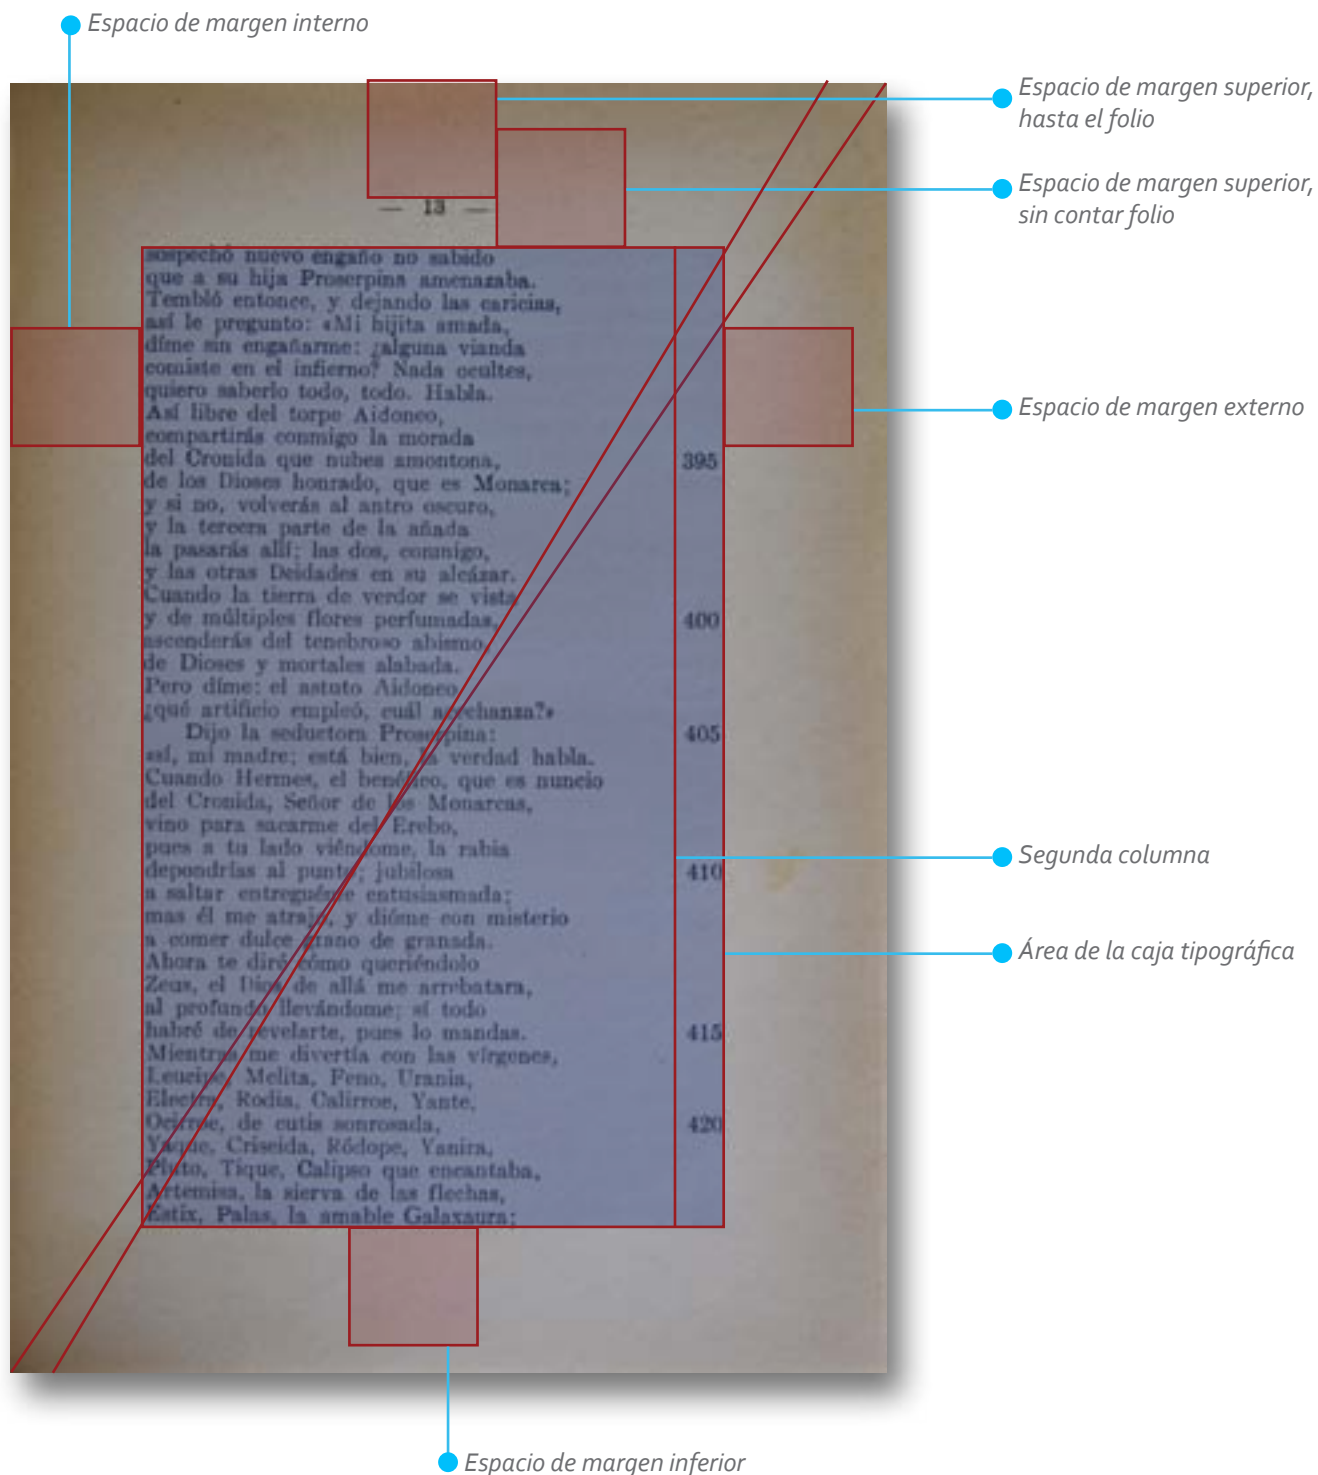 Espacio de margen interno
Espacio de margen superior,
hasta el folio
Espacio de margen superior,
sin contar folio
— 13 —
sospechó nuevo engaño no sabido
que a su hija Proserpina amenazaba.
Tembló entonce, y dejando las caricias,
así le pregunto: «Mi hijita amada,
díme sin engañarme: ¿alguna vianda
comiste en el infierno? Nada ocultes,
quiero saberlo todo, todo. Habla.
Así libre del torpe Aidoneo,
compartirás conmigo la morada
del Cronida que nubes amontona, 395
de los Dioses honrado, que es Monarca;
y si no, volverás al antro oscuro,
y la tercera parte de la añada
la pasarás allí; las dos, conmigo,
y las otras Deidades en su alcázar.
Cuando la tierra de verdor se vista
y de múltiples flores perfumadas, 400
ascenderás del tenebroso abismo,
de Dioses y mortales alabada.
Pero díme: el astuto Aidoneo
¿qué artificio empleó, cuál acechanza?»
Dijo la seductora Proserpina: 405
«sí, mi madre; está bien, la verdad habla.
Cuando Hermes, el benéfico, que es nuncio
del Cronida, Señor de los Monarcas,
vino para sacarme del Erebo,
pues a tu lado viéndome, la rabia
depondrías al punto; jubilosa 410
a saltar entreguéme entusiasmada;
mas él me atrajo, y dióme con misterio
a comer dulce grano de granada.
Ahora te diré cómo queriéndolo
Zeus, el Dios de allá me arrebatara,
al profundo llevándome; sí todo
habré de revelarte, pues lo mandas. 415
Mientras me divertía con las vírgenes,
Leucipe, Melita, Feno, Urania,
Electra, Rodia, Calirroe, Yante,
Ocirroe, de cutis sonrosada, 420
Yaque, Criseida, Ródope, Yanira,
Pluto, Tique, Calipso que encantaba,
Artemisa, la sierva de las flechas,
Estix, Palas, la amable Galaxaura;
Espacio de margen externo
Segunda columna
Área de la caja tipográfica
Espacio de margen inferior